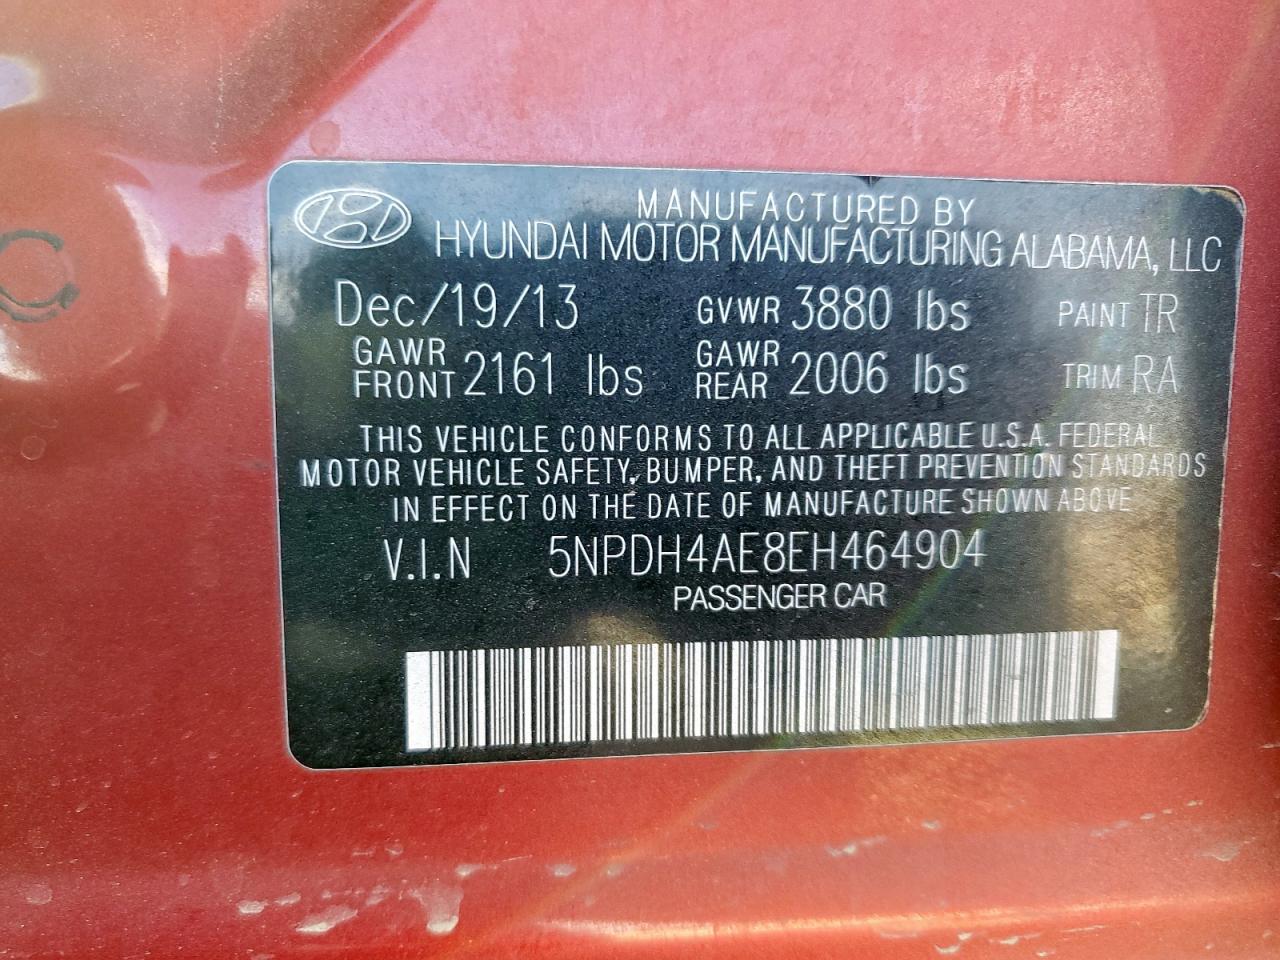 MANUFACTURED BY
HYUNDAI MOTOR MANUFACTURING ALABAMA, LLC
Dec/19/13 GVWR 3880 lbs PAINT TR
GAWR FRONT 2161 lbs GAWR REAR 2006 lbs TRIM RA
THIS VEHICLE CONFORMS TO ALL APPLICABLE U.S.A. FEDERAL
MOTOR VEHICLE SAFETY, BUMPER, AND THEFT PREVENTION STANDARDS
IN EFFECT ON THE DATE OF MANUFACTURE SHOWN ABOVE
V.I.N 5NPDH4AE8EH464904
PASSENGER CAR